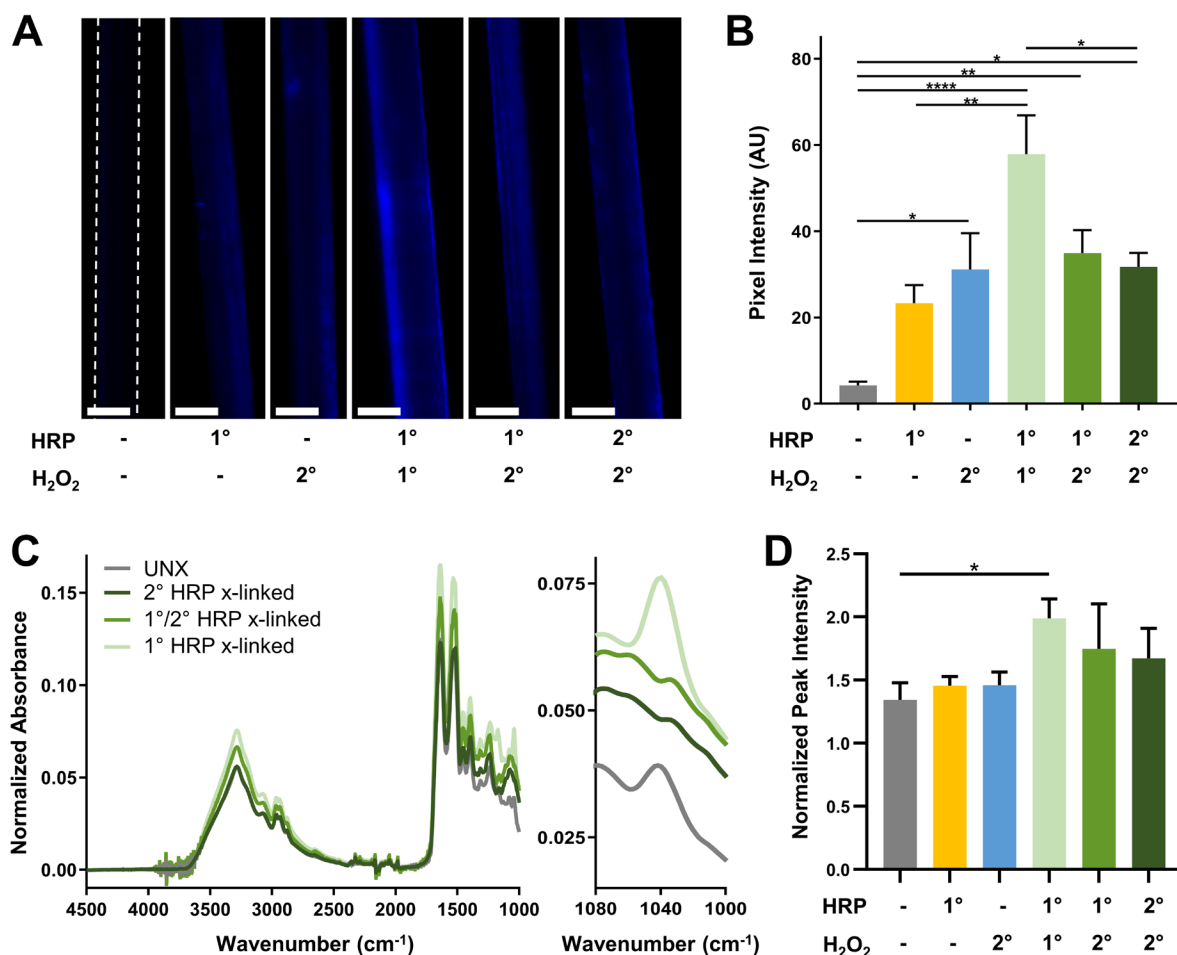 A
HRP - 1° - 1° 1° 2°
H₂O₂ - - 2° 1° 2° 2°
B
Pixel Intensity (AU)
80
60
40
20
0
*
*
**
****
**
*
HRP - 1° - 1° 1° 2°
H₂O₂ - - 2° 1° 2° 2°
C
Normalized Absorbance
0.15
0.10
0.05
0.00
UNX
2° HRP x-linked
1°/2° HRP x-linked
1° HRP x-linked
4500 4000 3500 3000 2500 2000 1500 1000
Wavenumber (cm⁻¹)
0.075
0.050
0.025
1080 1040 1000
Wavenumber (cm⁻¹)
D
Normalized Peak Intensity
2.5
2.0
1.5
1.0
0.5
0.0
*
HRP - 1° - 1° 1° 2°
H₂O₂ - - 2° 1° 2° 2°